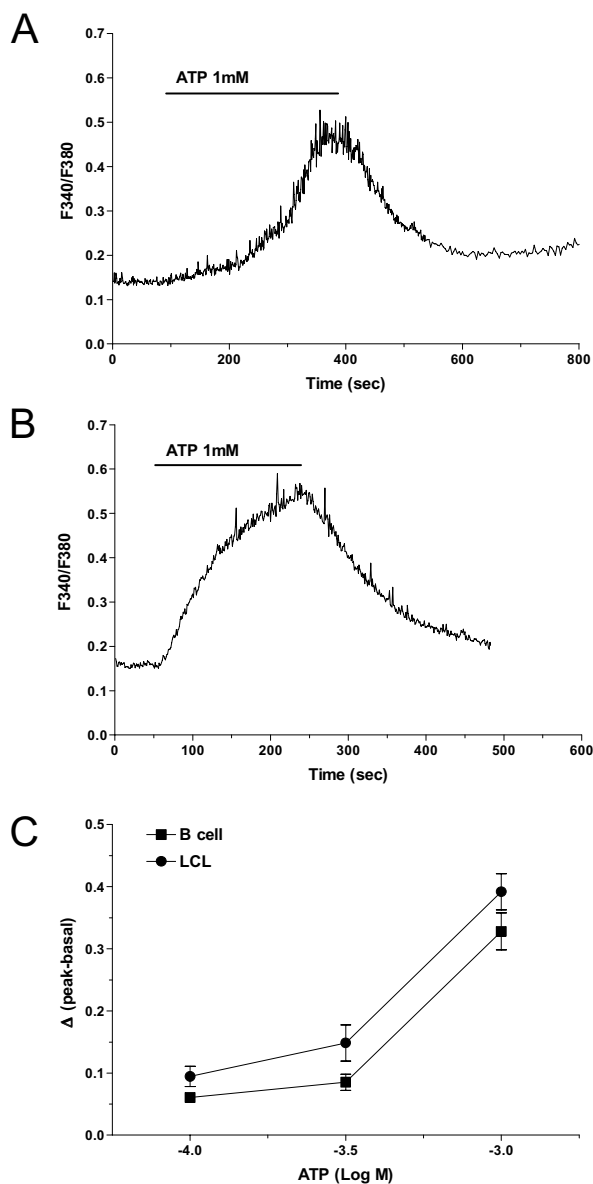 A
0.7
0.6
0.5
0.4
0.3
0.2
0.1
0.0
F340/F380
ATP 1mM
0 200 400 600 800
Time (sec)
B
0.7
0.6
0.5
0.4
0.3
0.2
0.1
0.0
F340/F380
ATP 1mM
0 100 200 300 400 500 600
Time (sec)
C
0.5
0.4
0.3
0.2
0.1
0.0
Δ (peak-basal)
B cell
LCL
-4.0 -3.5 -3.0
ATP (Log M)